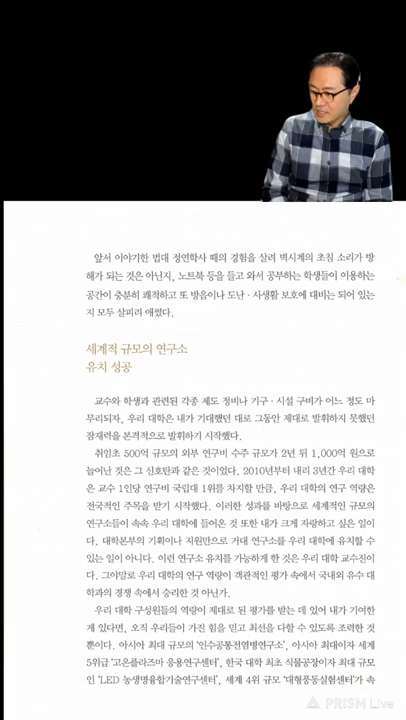 앞서 이야기한 법대 정연학사 때의 경험을 살려 벽시계의 초침 소리가 방
해가 되는 것은 아닌지, 노트북 등을 들고 와서 공부하는 학생들이 이용하는
공간이 충분히 쾌적하고 또 방음이나 도난·사생활 보호에 대비는 되어 있는
지 모두 살피려 애썼다.
세계적 규모의 연구소
유치 성공
교수와 학생과 관련된 각종 제도 정비나 기구·시설 구비가 어느 정도 마
무리되자, 우리 대학은 내가 기대했던 대로 그동안 제대로 발휘하지 못했던
잠재력을 본격적으로 발휘하기 시작했다.
취임초 500억 규모의 외부 연구비 수주 규모가 2년 뒤 1,000억 원으로
늘어난 것은 그 신호탄과 같은 것이었다. 2010년부터 내리 3년간 우리 대학
은 교수 1인당 연구비 국립대 1위를 차지할 만큼, 우리 대학의 연구 역량은
전국적인 주목을 받기 시작했다. 이러한 성과를 바탕으로 세계적인 규모의
연구소들이 속속 우리 대학에 들어온 것 또한 내가 크게 자랑하고 싶은 일이
다. 대학본부의 기획이나 지원만으로 거대 연구소를 우리 대학에 유치할 수
있는 일이 아니다. 이런 연구소 유치를 가능하게 한 것은 우리 대학 교수진이
다. 그야말로 우리 대학의 연구 역량이 객관적인 평가 속에서 국내외 유수 대
학과의 경쟁 속에서 승리한 것 아닌가.
우리 대학 구성원들의 역량이 제대로 된 평가를 받는 데 있어 내가 기여한
게 있다면, 오직 우리들이 가진 힘을 믿고 최선을 다할 수 있도록 조력한 것
뿐이다. 아시아 최대 규모의 '인수공통전염병연구소', 아시아 최대이자 세계
5위급 '고온플라즈마 응용연구센터', 한국 대학 최초 식물공장이자 최대 규모
인 'LED 농생명융합기술연구센터', 세계 4위 규모 '대형풍동실험센터'가 속
PRISM Live